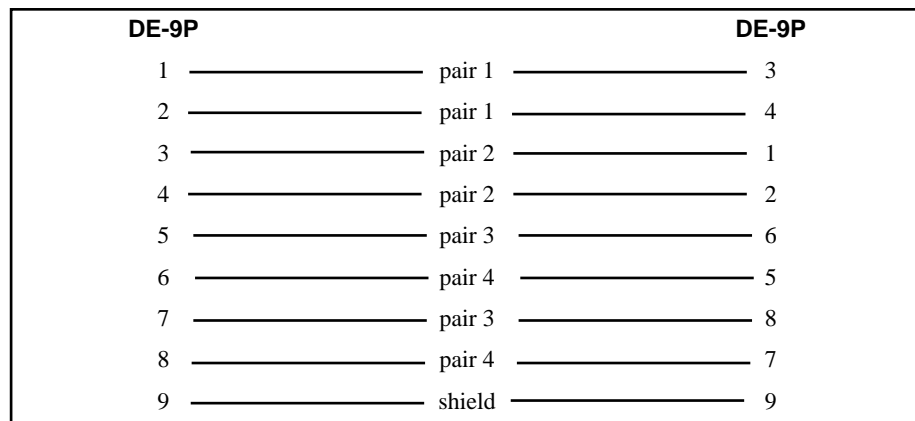 DE-9P DE-9P
1 pair 1 3
2 pair 1 4
3 pair 2 1
4 pair 2 2
5 pair 3 6
6 pair 4 5
7 pair 3 8
8 pair 4 7
9 shield 9